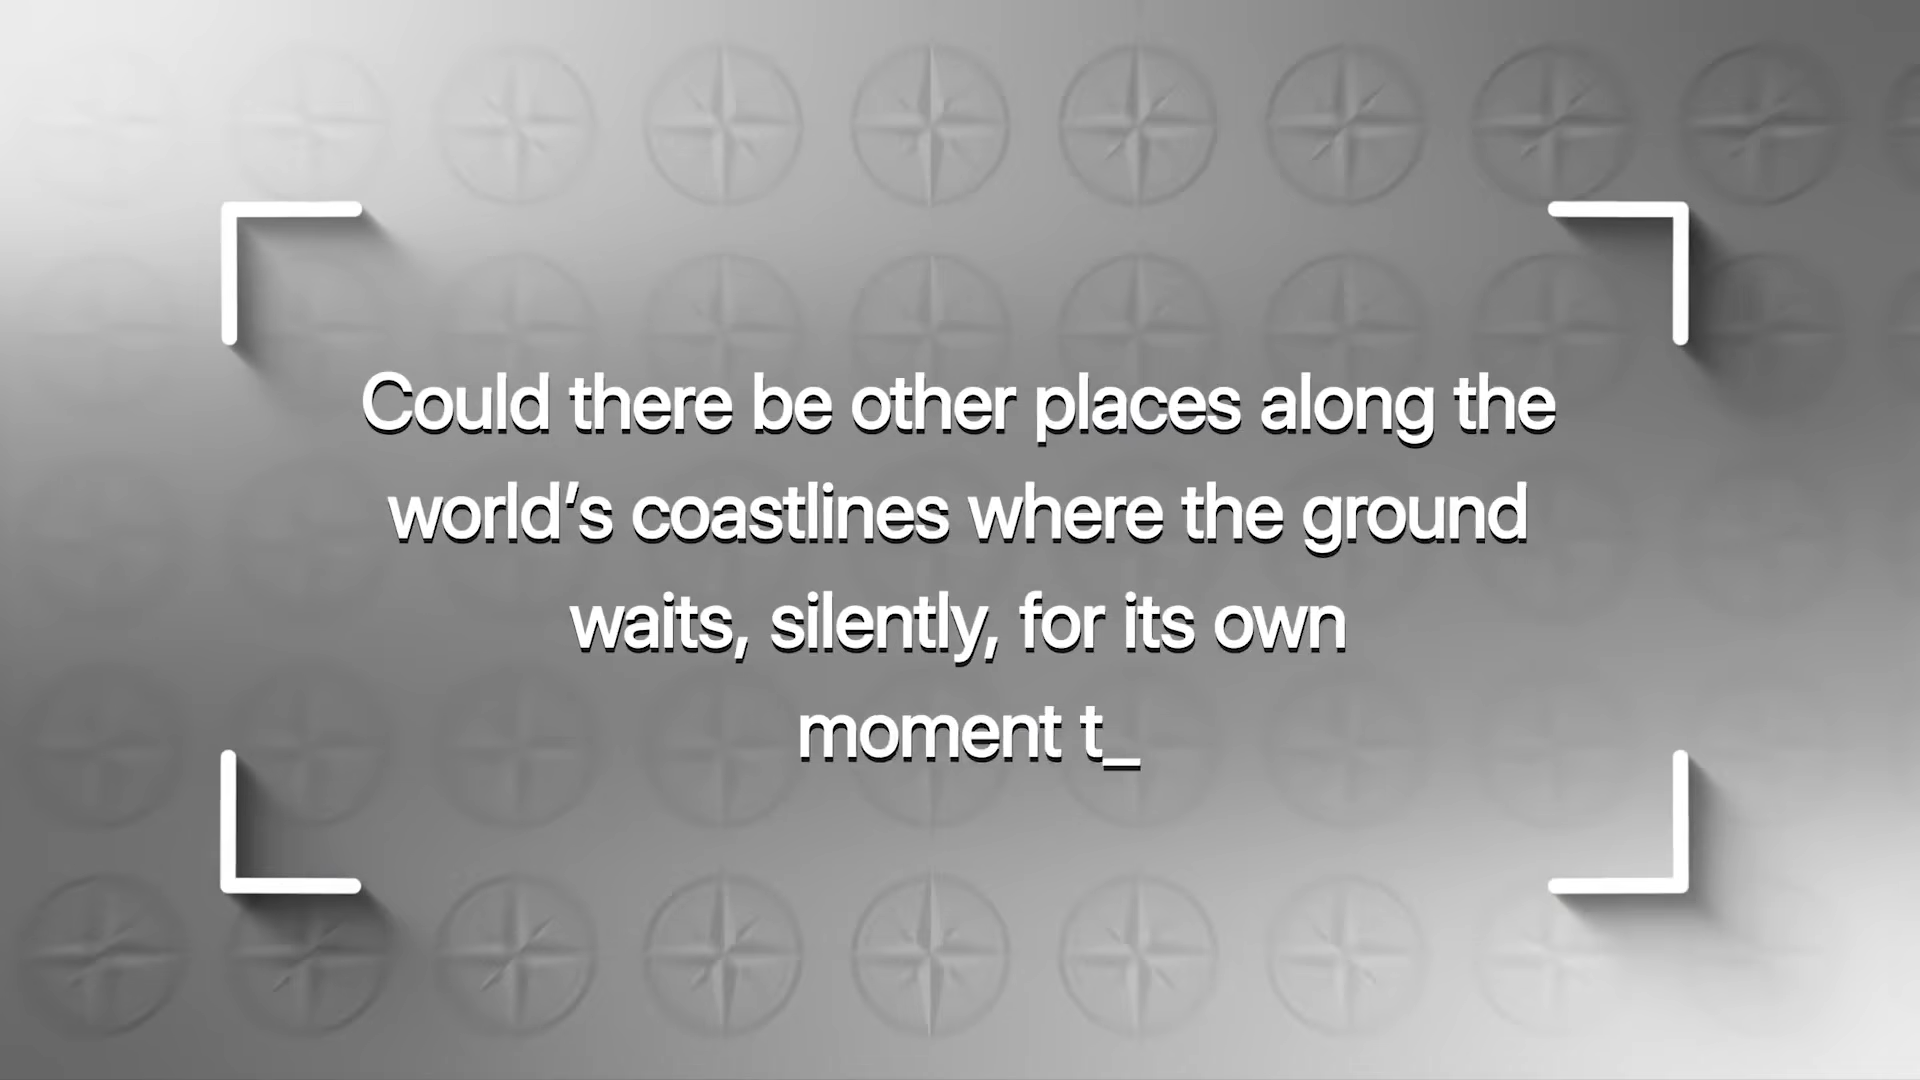 Could there be other places along the
world’s coastlines where the ground
waits, silently, for its own
moment t_